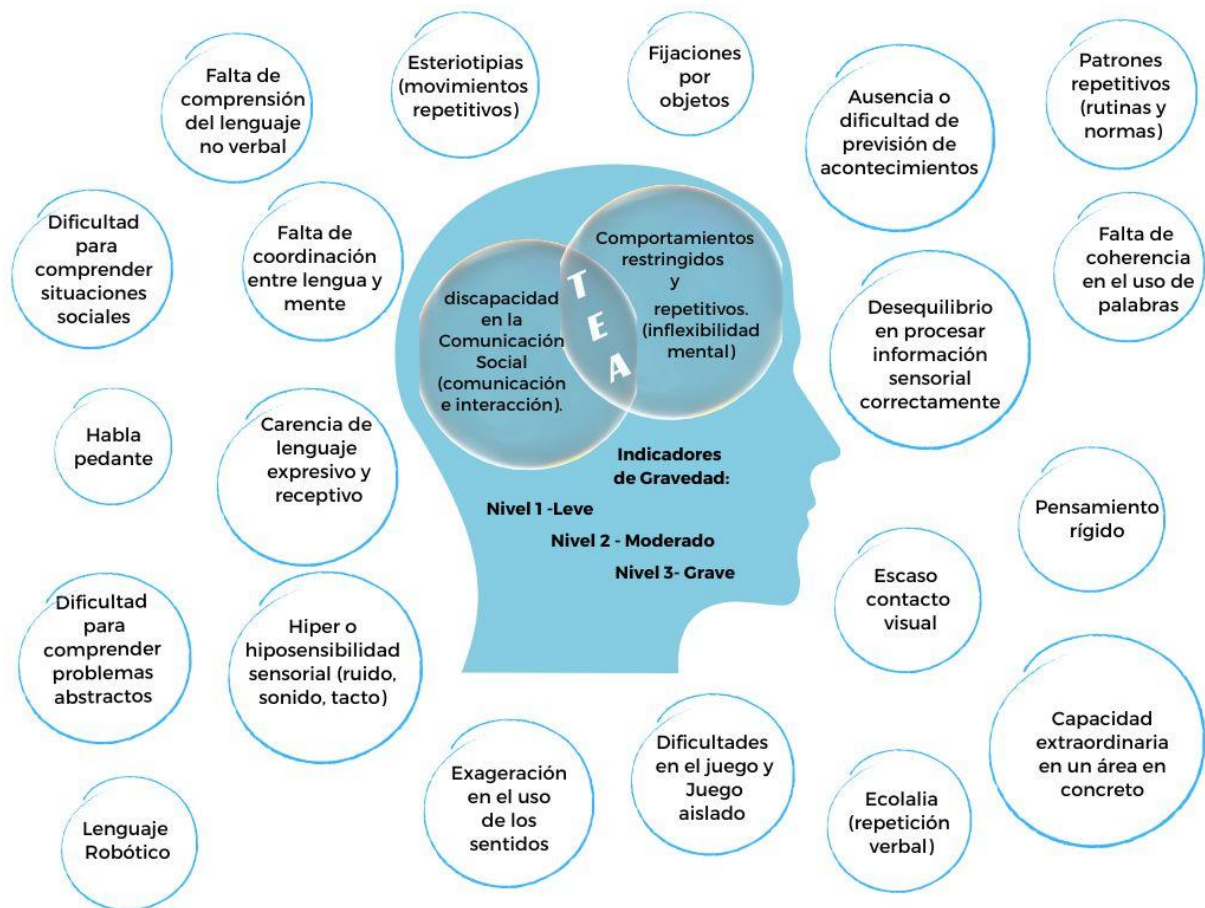 Falta de
comprensión
del lenguaje
no verbal
Esteriotipias
(movimientos
repetitivos)
Fijaciones
por
objetos
Ausencia o
dificultad de
previsión de
acontecimientos
Patrones
repetitivos
(rutinas y
normas)
Dificultad
para
comprender
situaciones
sociales
Falta de
coordinación
entre lengua y
mente
discapacidad
en la
Comunicación
Social
(comunicación
e interacción).
TEA
Comportamientos
restringidos
y
repetitivos.
(inflexibilidad
mental)
Desequilibrio
en procesar
información
sensorial
correctamente
Falta de
coherencia
en el uso de
palabras
Habla
pedante
Carencia de
lenguaje
expresivo y
receptivo
Indicadores
de Gravedad:
Nivel 1 -Leve
Nivel 2 - Moderado
Nivel 3- Grave
Pensamiento
rígido
Escaso
contacto
visual
Dificultad
para
comprender
problemas
abstractos
Hiper o
hiposensibilidad
sensorial (ruido,
sonido, tacto)
Exageración
en el uso
de los
sentidos
Dificultades
en el juego y
Juego
aislado
Ecolalia
(repetición
verbal)
Capacidad
extraordinaria
en un área en
concreto
Lenguaje
Robótico